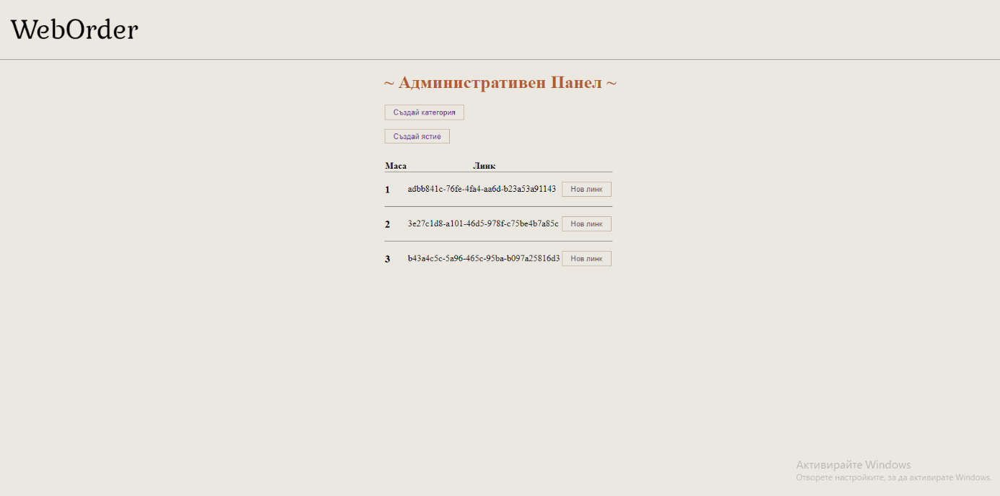 WebOrder
~ Административен Панел ~
Създай категория
Създай ястие
Маса Линк
1 adbb841c-76fe-4fa4-aa6d-b23a53a91143 Нов линк
2 3e27c1d8-a101-46d5-978f-c75be4b7a85c Нов линк
3 b43a4c5c-5a96-465c-95ba-b097a25816d3 Нов линк
Активирайте Windows
Отворете настройките, за да активирате Windows.